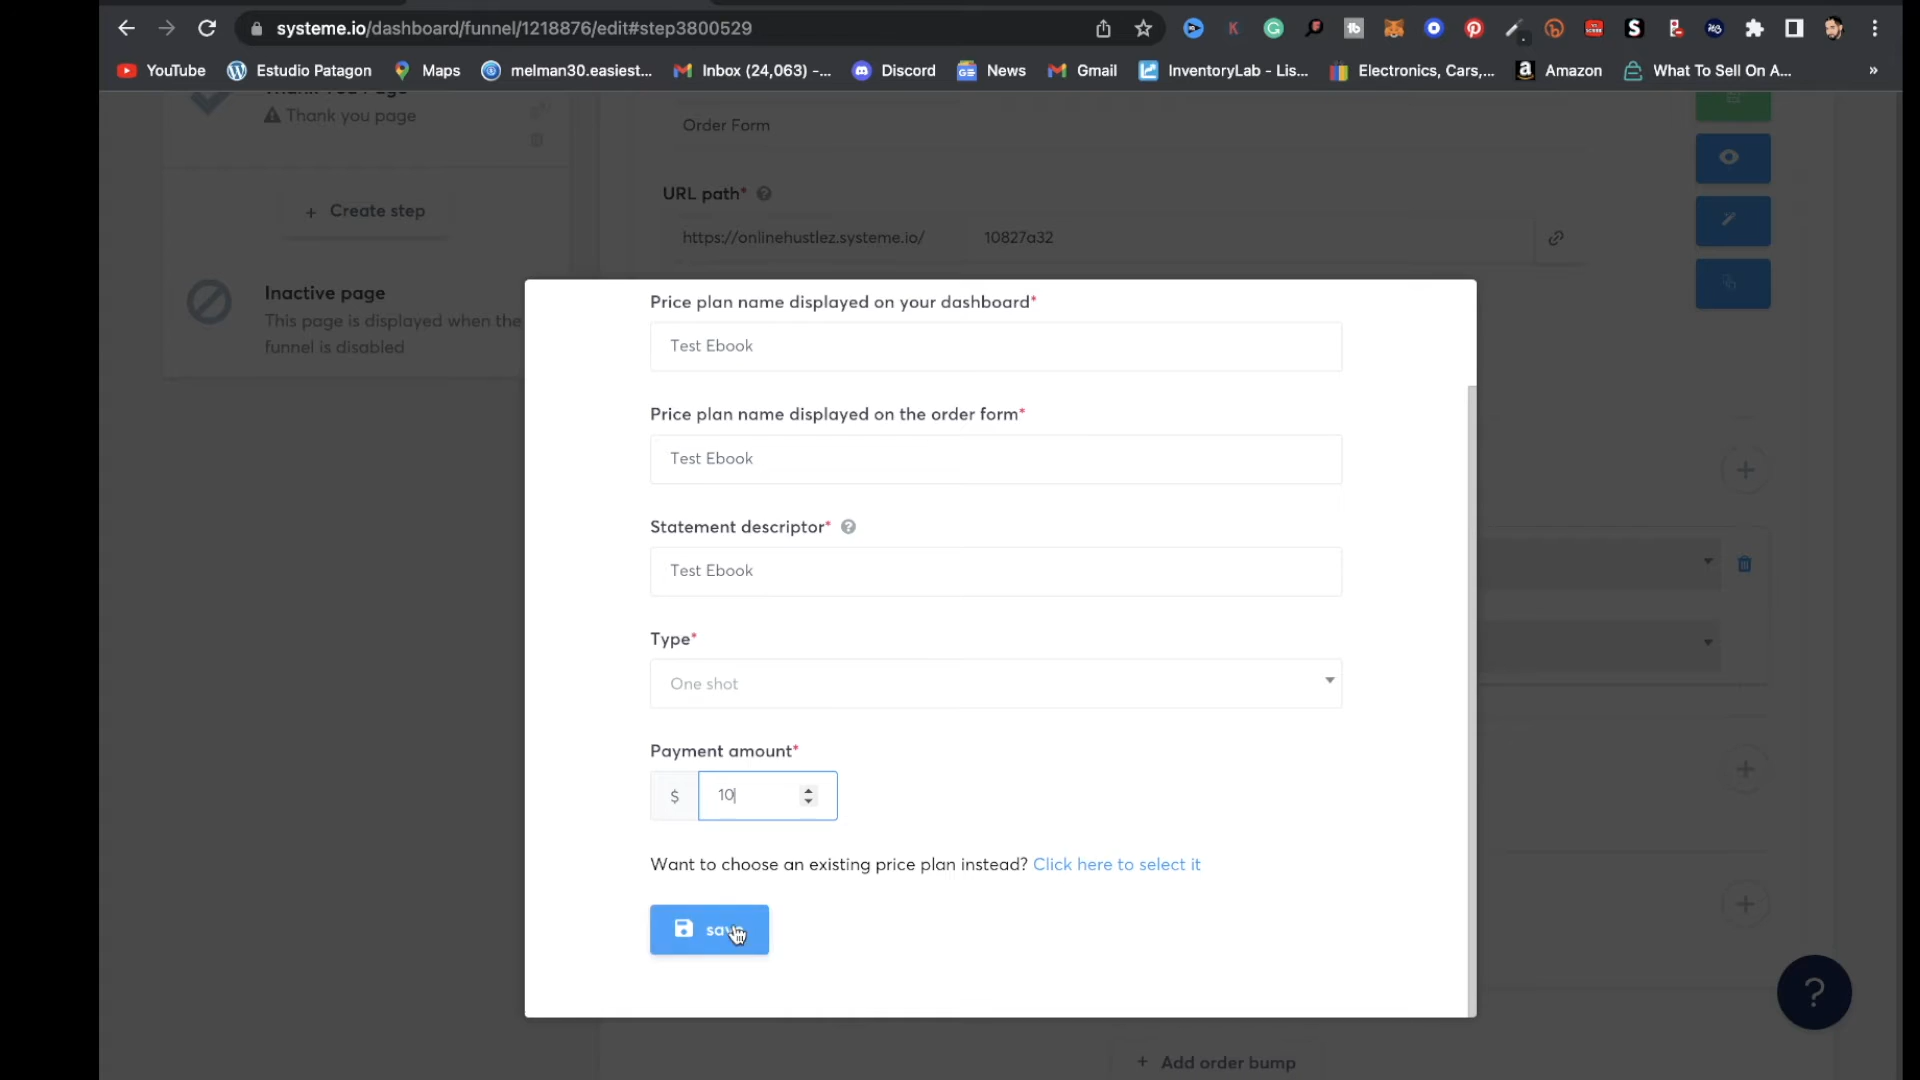 systeme.io/dashboard/funnel/1218876/edit#step3800529
YouTube
Estudio Patagon
Maps
melman30.easiest...
Inbox (24,063) -...
Discord
News
Gmail
InventoryLab - Lis...
Electronics, Cars,...
Amazon
What To Sell On A...
»
Thank You Page
Thank you page
+ Create step
Inactive page
This page is displayed when the
funnel is disabled
Order Form
URL path*
https://onlinehustlez.systeme.io/
10827a32
Price plan name displayed on your dashboard*
Test Ebook
Price plan name displayed on the order form*
Test Ebook
Statement descriptor* ?
Test Ebook
Type*
One shot
Payment amount*
$ 10
Want to choose an existing price plan instead? Click here to select it
save
+ Add order bump
?